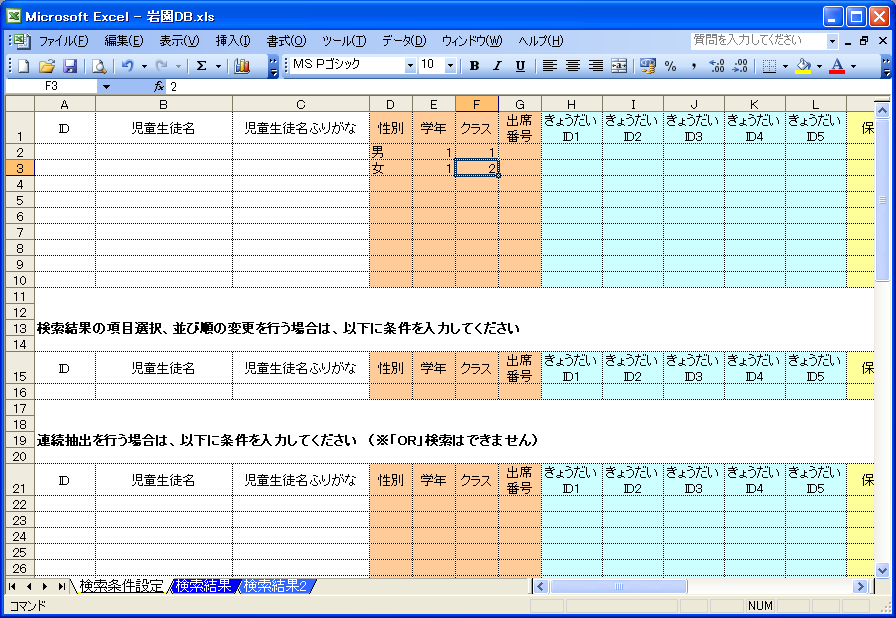 Microsoft Excel - 岩園DB.xls
ファイル(F) 編集(E) 表示(V) 挿入(I) 書式(O) ツール(T) データ(D) ウィンドウ(W) ヘルプ(H) 質問を入力してください
MS Pゴシック 10 B I U
F3 fx 2
A B C D E F G H I J K L
1 ID 児童生徒名 児童生徒名ふりがな 性別 学年 クラス 出席番号 きょうだいID1 きょうだいID2 きょうだいID3 きょうだいID4 きょうだいID5 保
2 男 1 1
3 女 1 2
4
5
6
7
8
9
10
11
12
13 検索結果の項目選択、並び順の変更を行う場合は、以下に条件を入力してください
14
15 ID 児童生徒名 児童生徒名ふりがな 性別 学年 クラス 出席番号 きょうだいID1 きょうだいID2 きょうだいID3 きょうだいID4 きょうだいID5 保
16
17
18
19 連続抽出を行う場合は、以下に条件を入力してください （※「OR」検索はできません）
20
21 ID 児童生徒名 児童生徒名ふりがな 性別 学年 クラス 出席番号 きょうだいID1 きょうだいID2 きょうだいID3 きょうだいID4 きょうだいID5 保
22
23
24
25
26
検索条件設定 検索結果 検索結果2
コマンド NUM